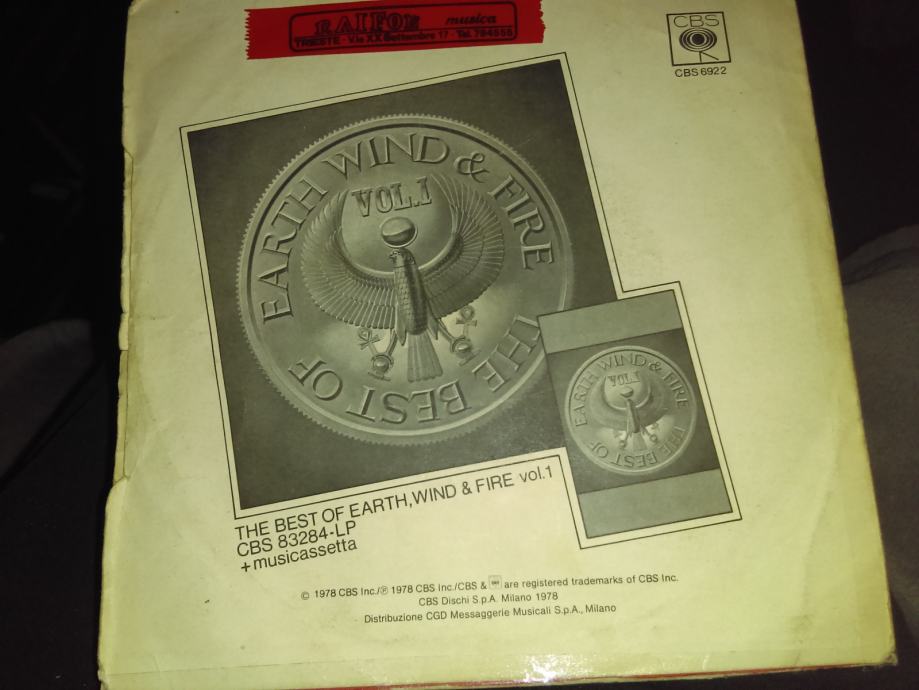 RAIFOR musica
TRIESTE - V.le XX Settembre 17 - Tel. 794555
CBS
CBS 6922
EARTH WIND & FIRE
VOL.1
THE BEST OF
EARTH WIND & FIRE
VOL.1
THE BEST OF
THE BEST OF EARTH, WIND & FIRE vol.1
CBS 83284-LP
+musicassetta
© 1978 CBS Inc./℗ 1978 CBS Inc./CBS & are registered trademarks of CBS Inc.
CBS Dischi S.p.A. Milano 1978
Distribuzione CGD Messaggerie Musicali S.p.A., Milano